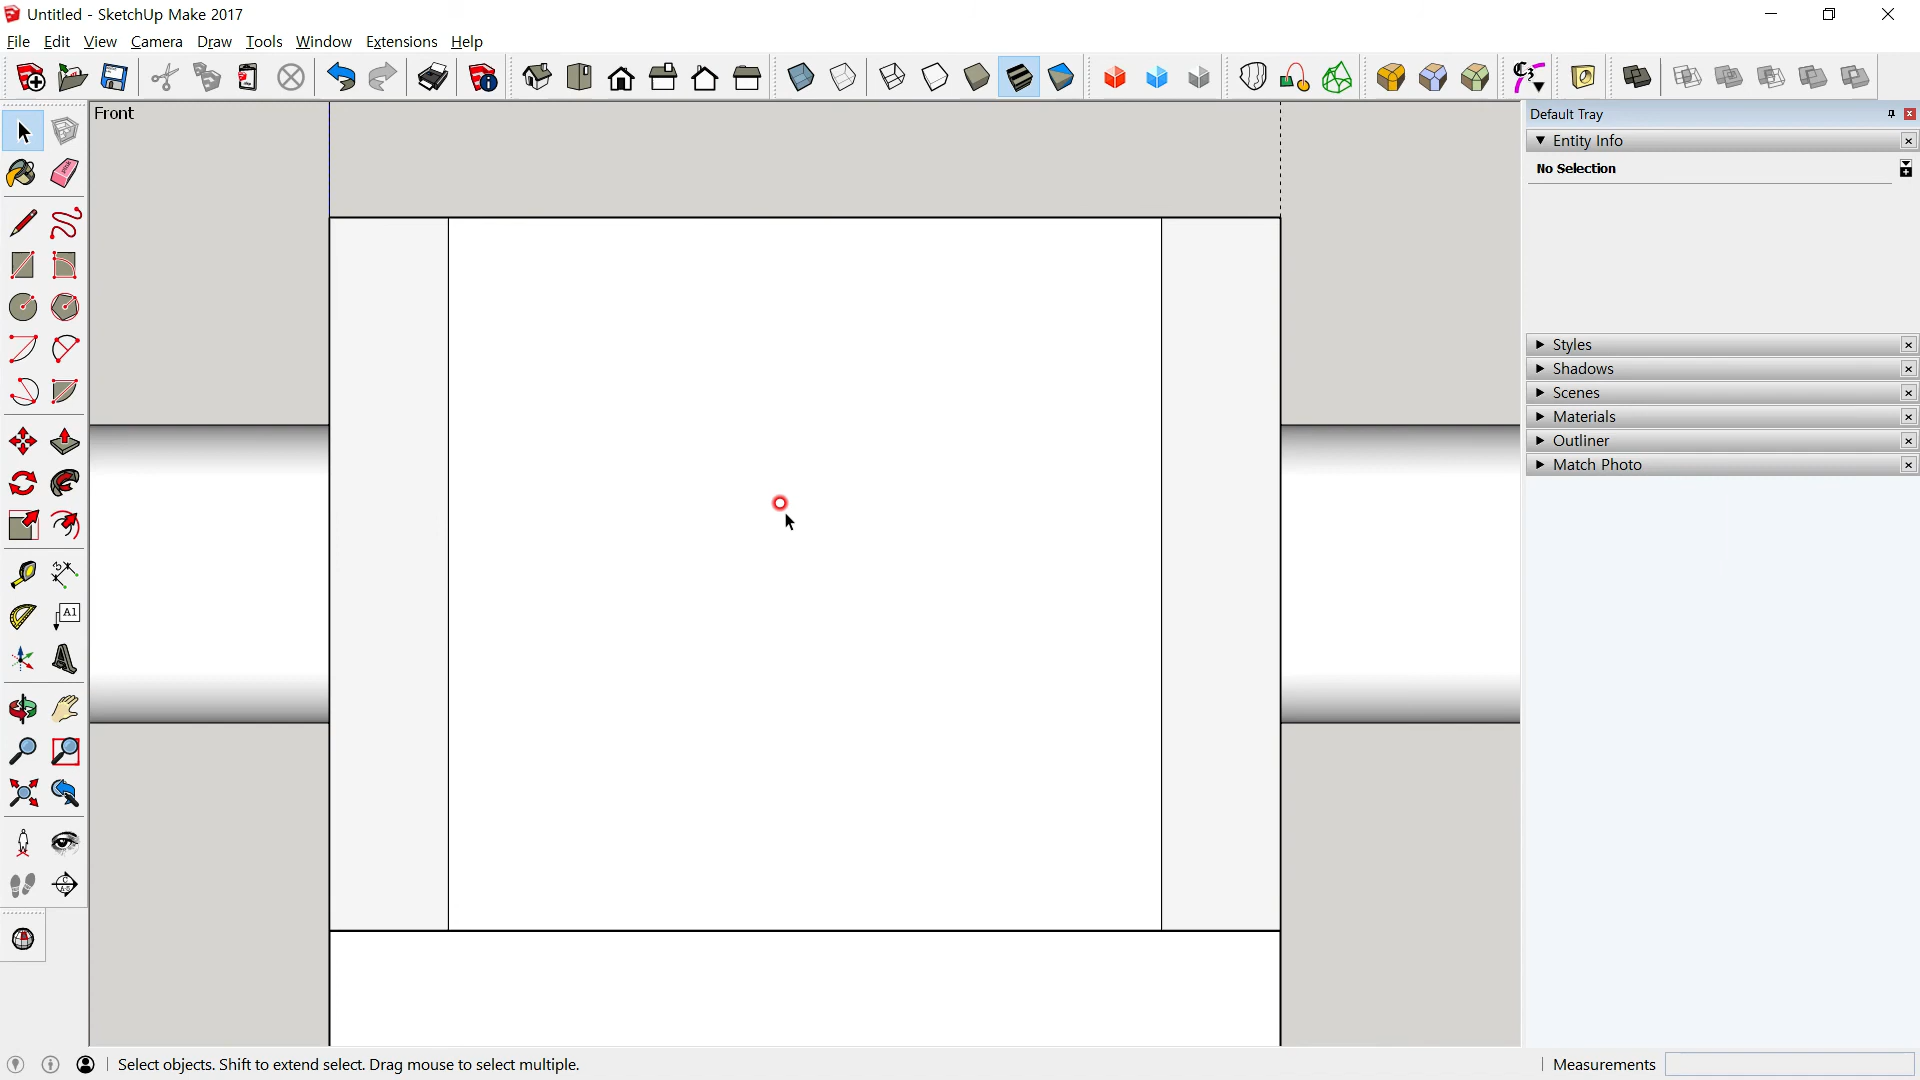 Untitled - SketchUp Make 2017
File Edit View Camera Draw Tools Window Extensions Help
Front
Default Tray
Entity Info
No Selection
Styles
Shadows
Scenes
Materials
Outliner
Match Photo
A1
Select objects. Shift to extend select. Drag mouse to select multiple.
Measurements